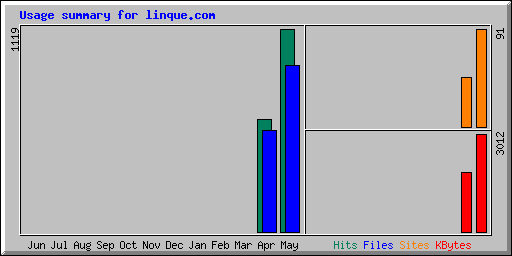 Usage summary for linque.com
1119
91
3012
Jun Jul Aug Sep Oct Nov Dec Jan Feb Mar Apr May
Hits Files Sites KBytes